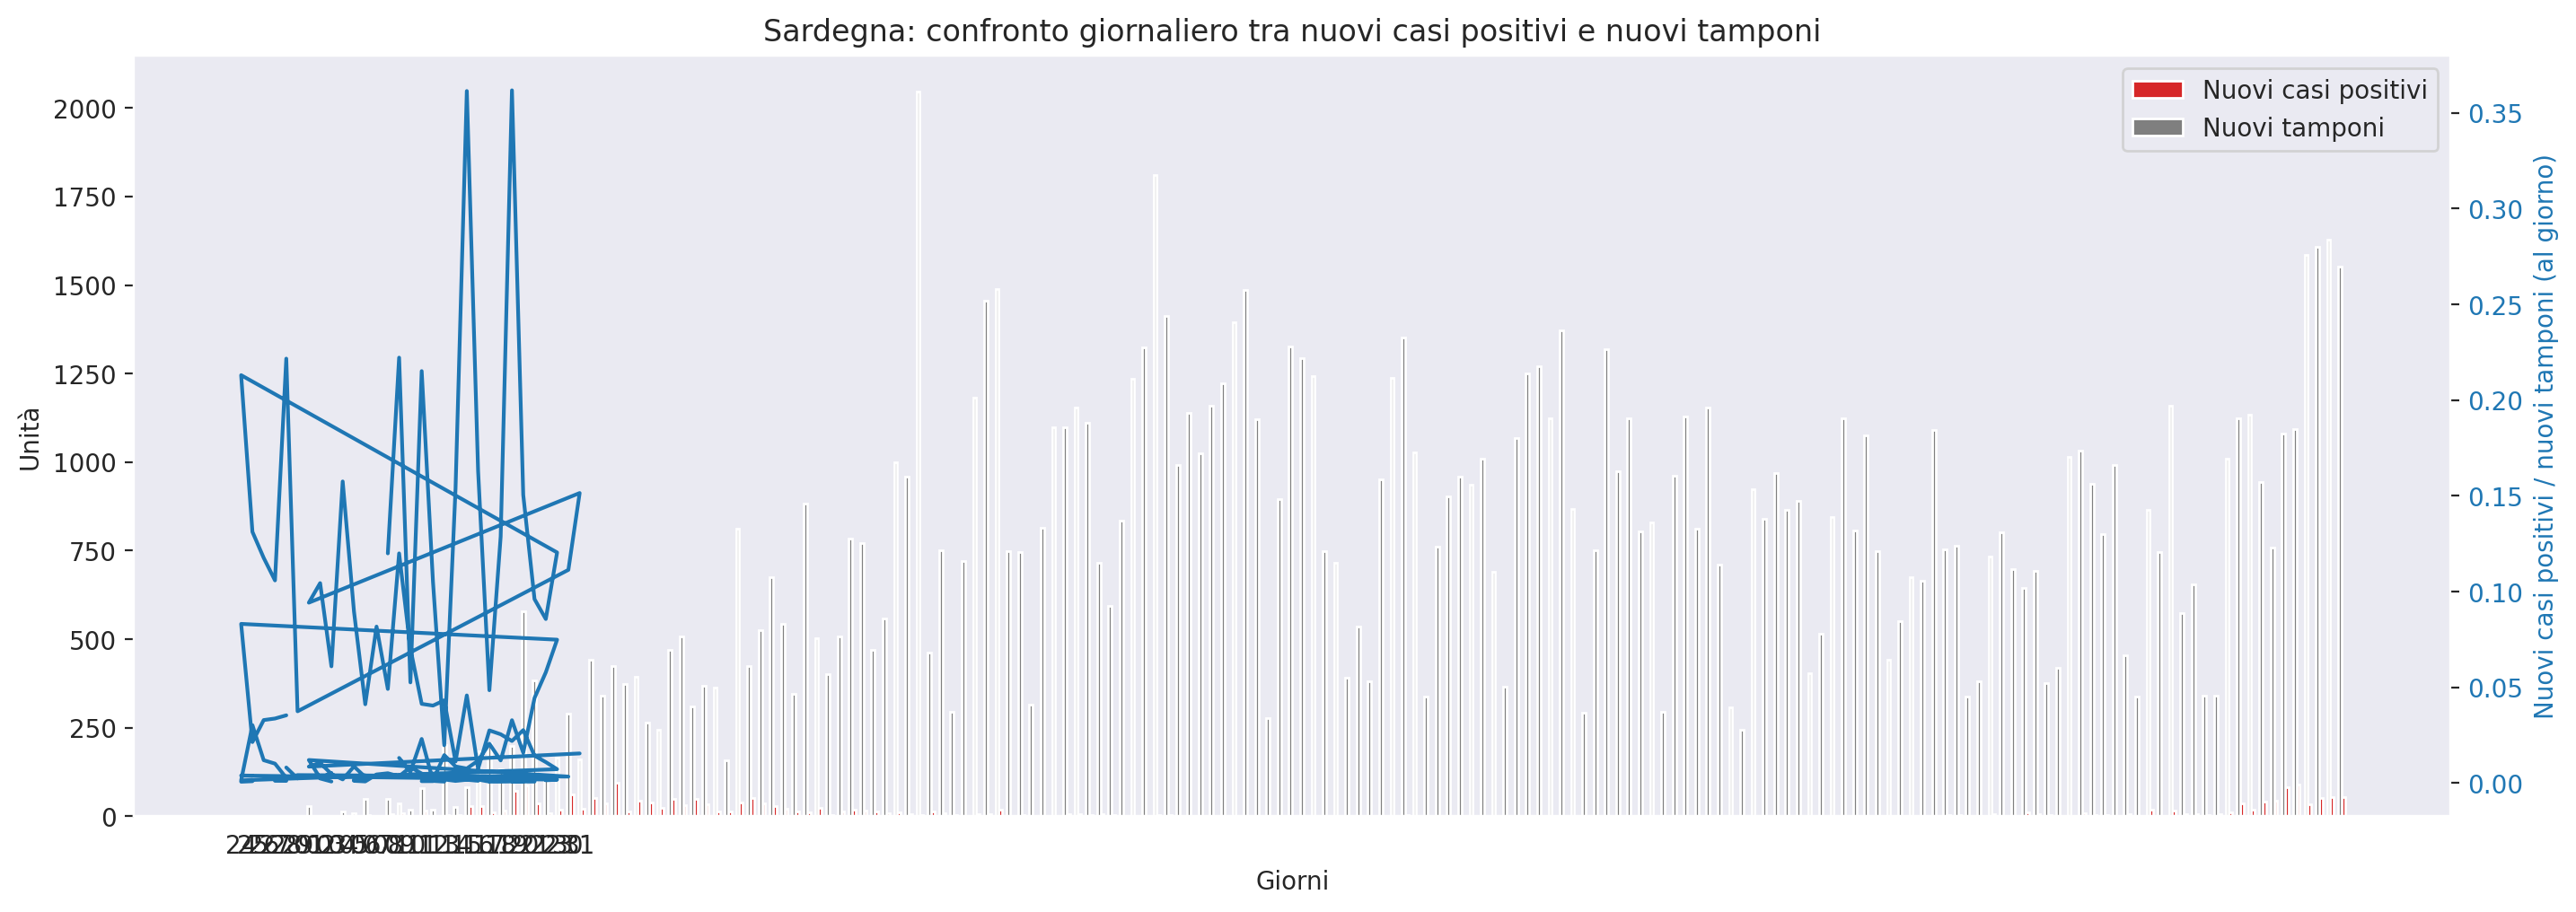 Sardegna: confronto giornaliero tra nuovi casi positivi e nuovi tamponi
Nuovi casi positivi
Nuovi tamponi
2000
1750
1500
1250
1000
750
500
250
0
Unità
0.35
0.30
0.25
0.20
0.15
0.10
0.05
0.00
Nuovi casi positivi / nuovi tamponi (al giorno)
Giorni